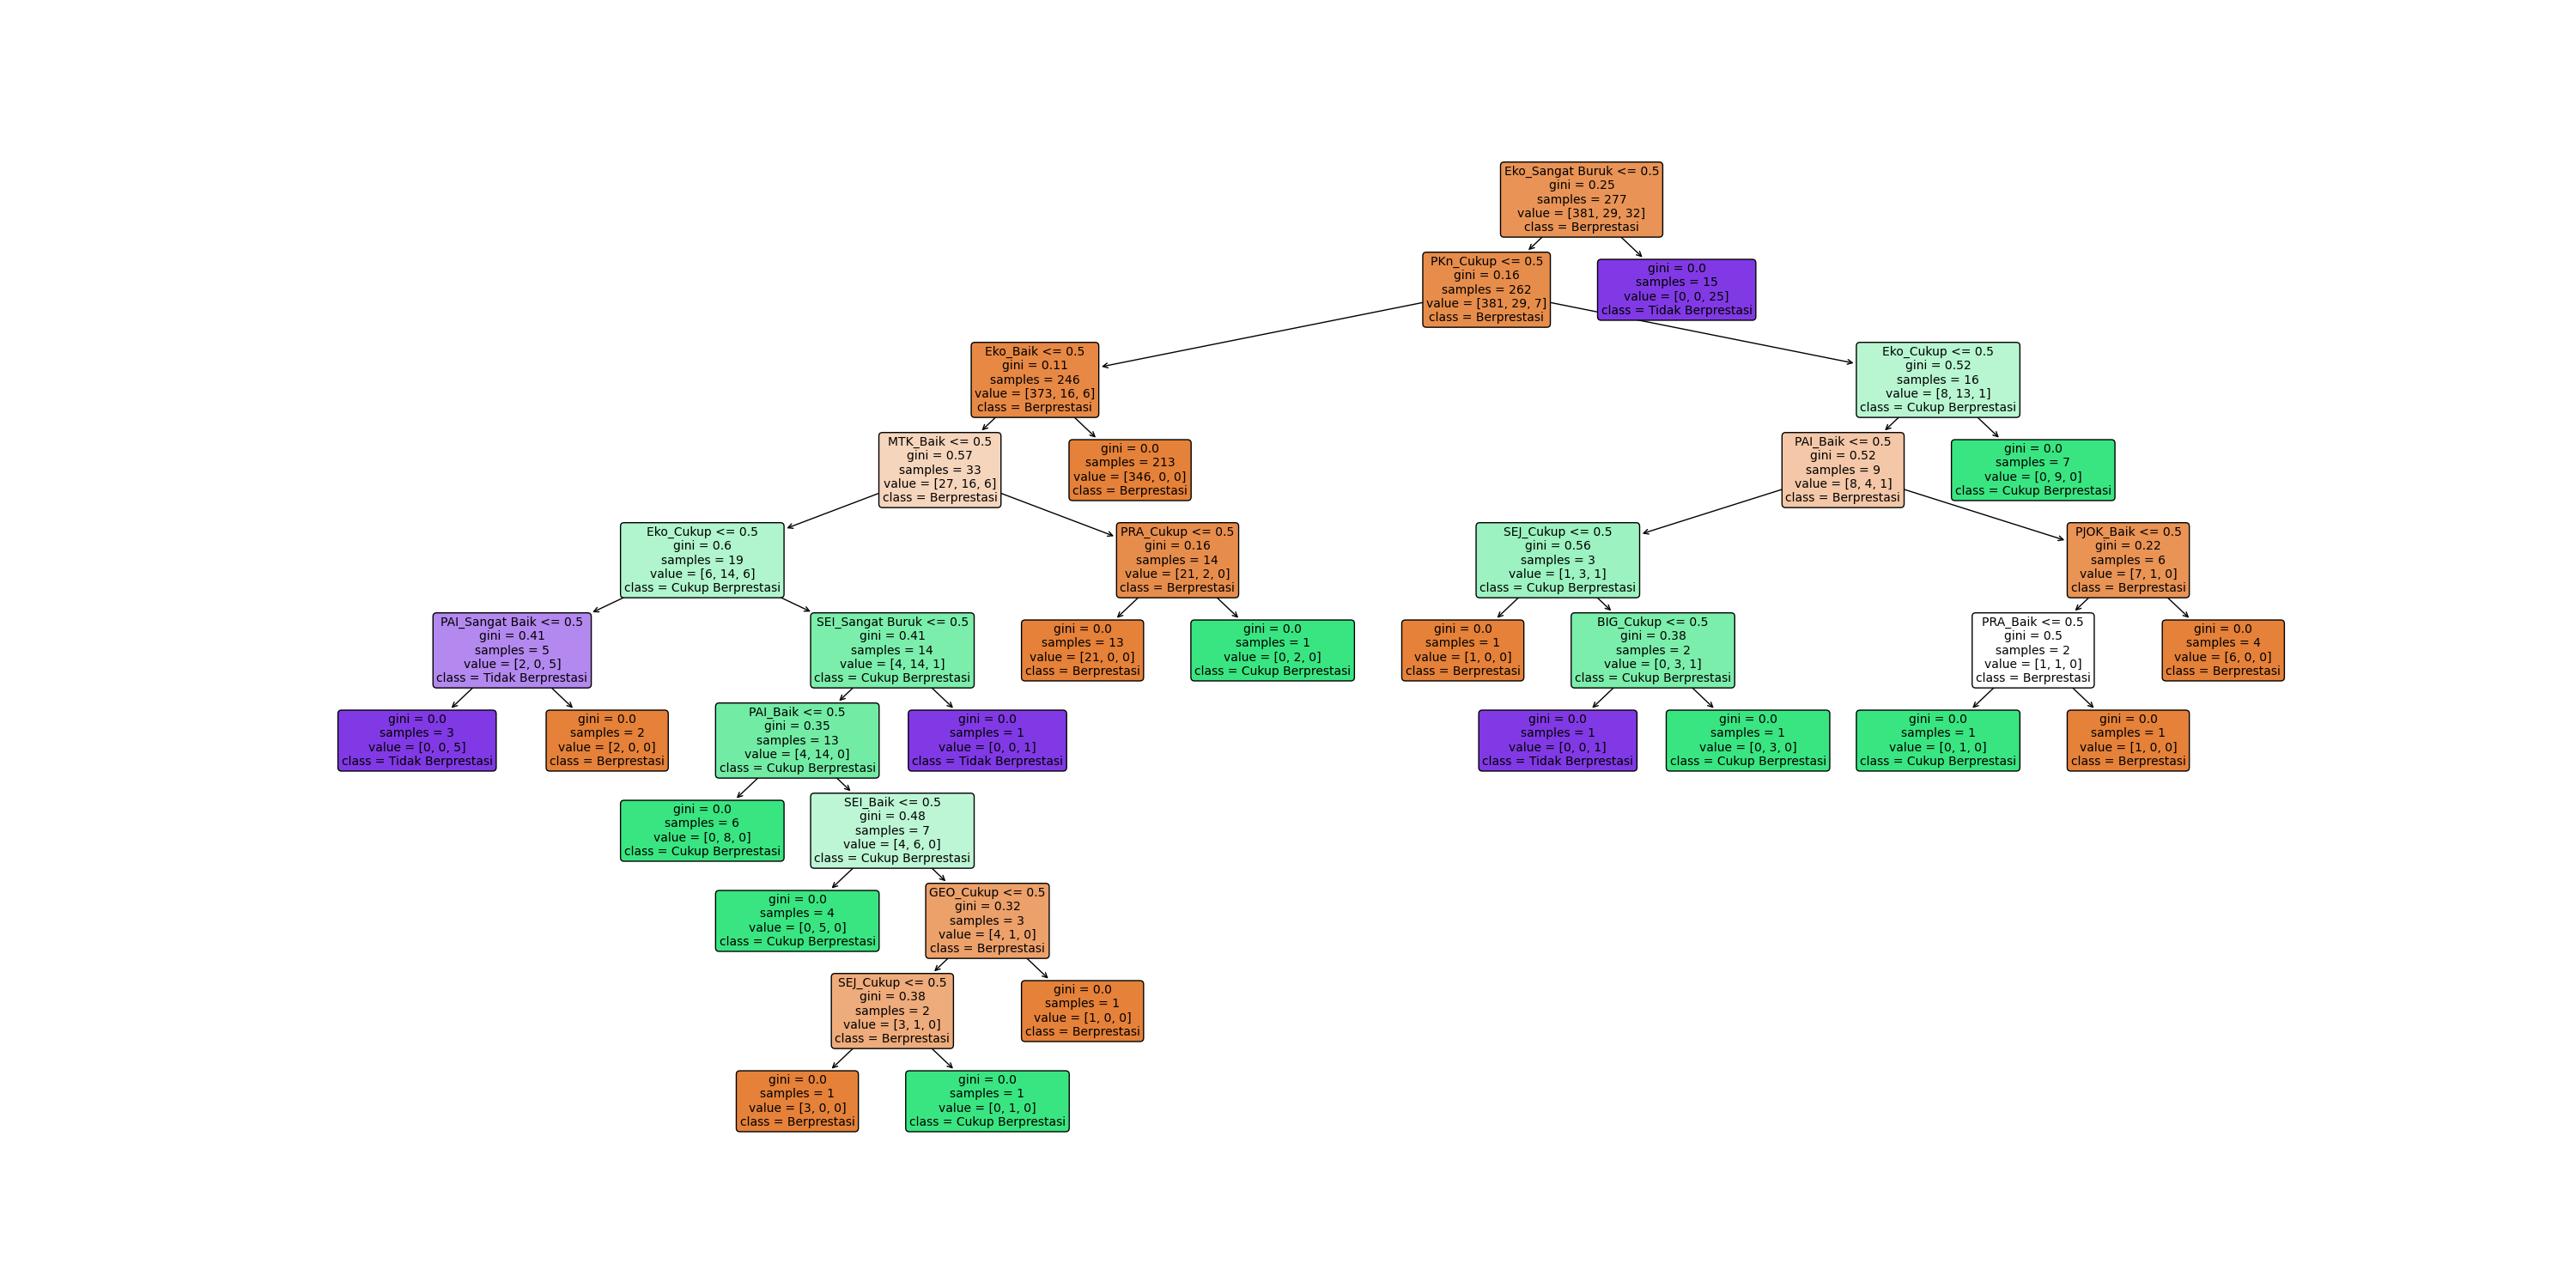 Eko_Sangat Buruk <= 0.5
gini = 0.25
samples = 277
value = [381, 29, 32]
class = Berprestasi
PKn_Cukup <= 0.5
gini = 0.16
samples = 262
value = [381, 29, 7]
class = Berprestasi
gini = 0.0
samples = 15
value = [0, 0, 25]
class = Tidak Berprestasi
Eko_Baik <= 0.5
gini = 0.11
samples = 246
value = [373, 16, 6]
class = Berprestasi
Eko_Cukup <= 0.5
gini = 0.52
samples = 16
value = [8, 13, 1]
class = Cukup Berprestasi
MTK_Baik <= 0.5
gini = 0.57
samples = 33
value = [27, 16, 6]
class = Berprestasi
gini = 0.0
samples = 213
value = [346, 0, 0]
class = Berprestasi
PAI_Baik <= 0.5
gini = 0.52
samples = 9
value = [8, 4, 1]
class = Berprestasi
gini = 0.0
samples = 7
value = [0, 9, 0]
class = Cukup Berprestasi
Eko_Cukup <= 0.5
gini = 0.6
samples = 19
value = [6, 14, 6]
class = Cukup Berprestasi
PRA_Cukup <= 0.5
gini = 0.16
samples = 14
value = [21, 2, 0]
class = Berprestasi
SEJ_Cukup <= 0.5
gini = 0.56
samples = 3
value = [1, 3, 1]
class = Cukup Berprestasi
PJOK_Baik <= 0.5
gini = 0.22
samples = 6
value = [7, 1, 0]
class = Berprestasi
PAI_Sangat Baik <= 0.5
gini = 0.41
samples = 5
value = [2, 0, 5]
class = Tidak Berprestasi
SEI_Sangat Buruk <= 0.5
gini = 0.41
samples = 14
value = [4, 14, 1]
class = Cukup Berprestasi
gini = 0.0
samples = 13
value = [21, 0, 0]
class = Berprestasi
gini = 0.0
samples = 1
value = [0, 2, 0]
class = Cukup Berprestasi
gini = 0.0
samples = 1
value = [1, 0, 0]
class = Berprestasi
BIG_Cukup <= 0.5
gini = 0.38
samples = 2
value = [0, 3, 1]
class = Cukup Berprestasi
PRA_Baik <= 0.5
gini = 0.5
samples = 2
value = [1, 1, 0]
class = Berprestasi
gini = 0.0
samples = 4
value = [6, 0, 0]
class = Berprestasi
gini = 0.0
samples = 3
value = [0, 0, 5]
class = Tidak Berprestasi
gini = 0.0
samples = 2
value = [2, 0, 0]
class = Berprestasi
PAI_Baik <= 0.5
gini = 0.35
samples = 13
value = [4, 14, 0]
class = Cukup Berprestasi
gini = 0.0
samples = 1
value = [0, 0, 1]
class = Tidak Berprestasi
gini = 0.0
samples = 1
value = [0, 0, 1]
class = Tidak Berprestasi
gini = 0.0
samples = 1
value = [0, 3, 0]
class = Cukup Berprestasi
gini = 0.0
samples = 1
value = [0, 1, 0]
class = Cukup Berprestasi
gini = 0.0
samples = 1
value = [1, 0, 0]
class = Berprestasi
gini = 0.0
samples = 6
value = [0, 8, 0]
class = Cukup Berprestasi
SEI_Baik <= 0.5
gini = 0.48
samples = 7
value = [4, 6, 0]
class = Cukup Berprestasi
gini = 0.0
samples = 4
value = [0, 5, 0]
class = Cukup Berprestasi
GEO_Cukup <= 0.5
gini = 0.32
samples = 3
value = [4, 1, 0]
class = Berprestasi
SEJ_Cukup <= 0.5
gini = 0.38
samples = 2
value = [3, 1, 0]
class = Berprestasi
gini = 0.0
samples = 1
value = [1, 0, 0]
class = Berprestasi
gini = 0.0
samples = 1
value = [3, 0, 0]
class = Berprestasi
gini = 0.0
samples = 1
value = [0, 1, 0]
class = Cukup Berprestasi